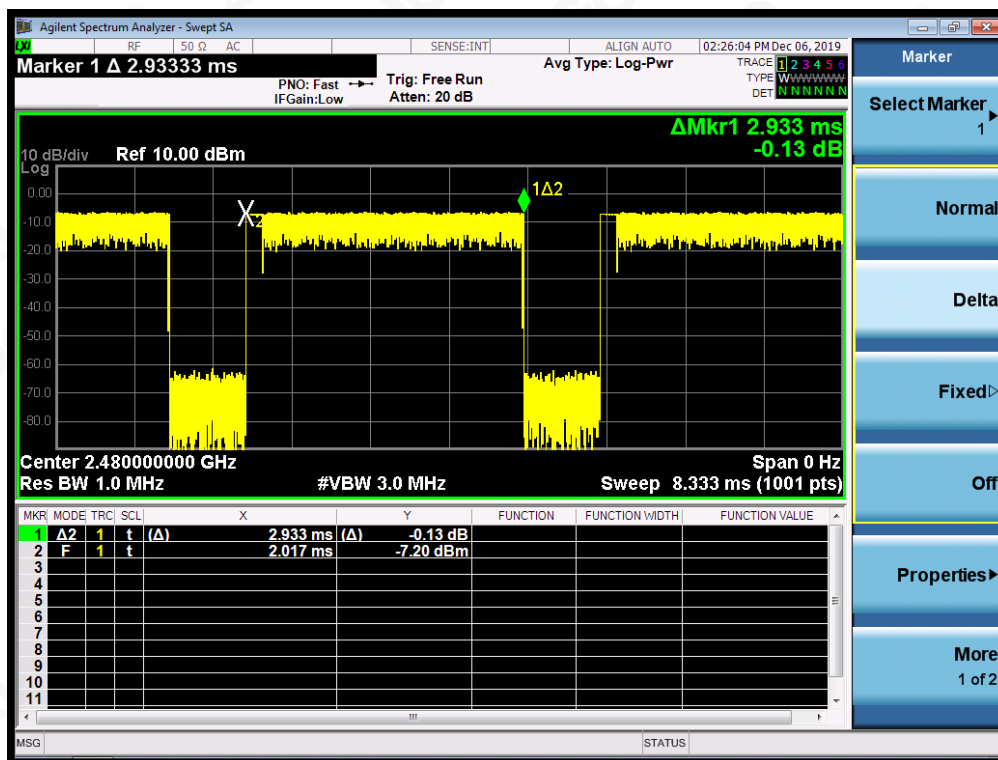 Agilent Spectrum Analyzer - Swept SA
LXI RF 50 Ω AC SENSE:INT ALIGN AUTO 02:26:04 PM Dec 06, 2019
Marker 1 Δ 2.93333 ms
PNO: Fast
IFGain:Low
Trig: Free Run
Atten: 20 dB
Avg Type: Log-Pwr
TRACE 1 2 3 4 5 6
TYPE WWWWWWW
DET N N N N N N
ΔMkr1 2.933 ms
-0.13 dB
10 dB/div Ref 10.00 dBm
Log
0.00
-10.0
-20.0
-30.0
-40.0
-50.0
-60.0
-70.0
-80.0
X2
1Δ2
Center 2.480000000 GHz Span 0 Hz
Res BW 1.0 MHz #VBW 3.0 MHz Sweep 8.333 ms (1001 pts)
MKR MODE TRC SCL X Y FUNCTION FUNCTION WIDTH FUNCTION VALUE
1 Δ2 1 t (Δ) 2.933 ms (Δ) -0.13 dB
2 F 1 t 2.017 ms -7.20 dBm
3
4
5
6
7
8
9
10
11
MSG STATUS
Marker
Select Marker
1
Normal
Delta
Fixed
Off
Properties
More
1 of 2